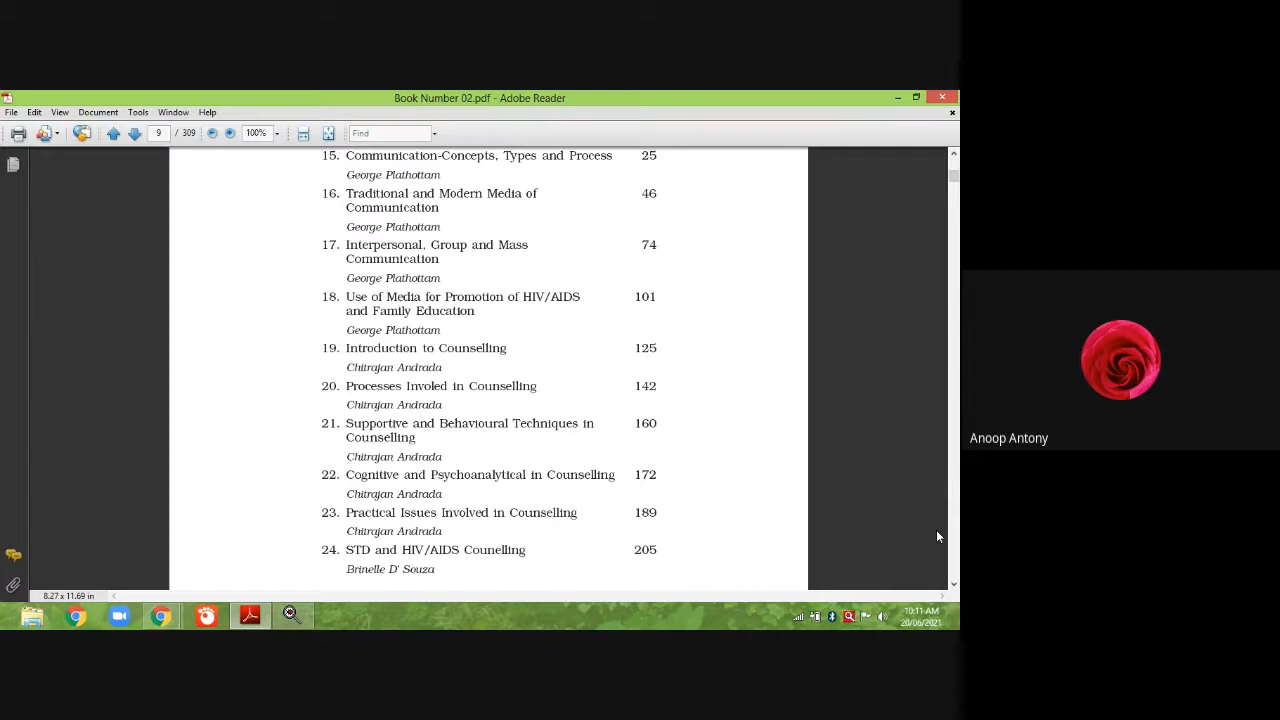 Book Number 02.pdf - Adobe Reader
File Edit View Document Tools Window Help
9 / 309 100% Find
15. Communication-Concepts, Types and Process 25
George Plathottam
16. Traditional and Modern Media of 46
Communication
George Plathottam
17. Interpersonal, Group and Mass 74
Communication
George Plathottam
18. Use of Media for Promotion of HIV/AIDS 101
and Family Education
George Plathottam
19. Introduction to Counselling 125
Chitrajan Andrada
20. Processes Involed in Counselling 142
Chitrajan Andrada
21. Supportive and Behavioural Techniques in 160
Counselling
Chitrajan Andrada
22. Cognitive and Psychoanalytical in Counselling 172
Chitrajan Andrada
23. Practical Issues Involved in Counselling 189
Chitrajan Andrada
24. STD and HIV/AIDS Counelling 205
Brinelle D' Souza
8.27 x 11.69 in
10:11 AM
20/06/2021
Anoop Antony